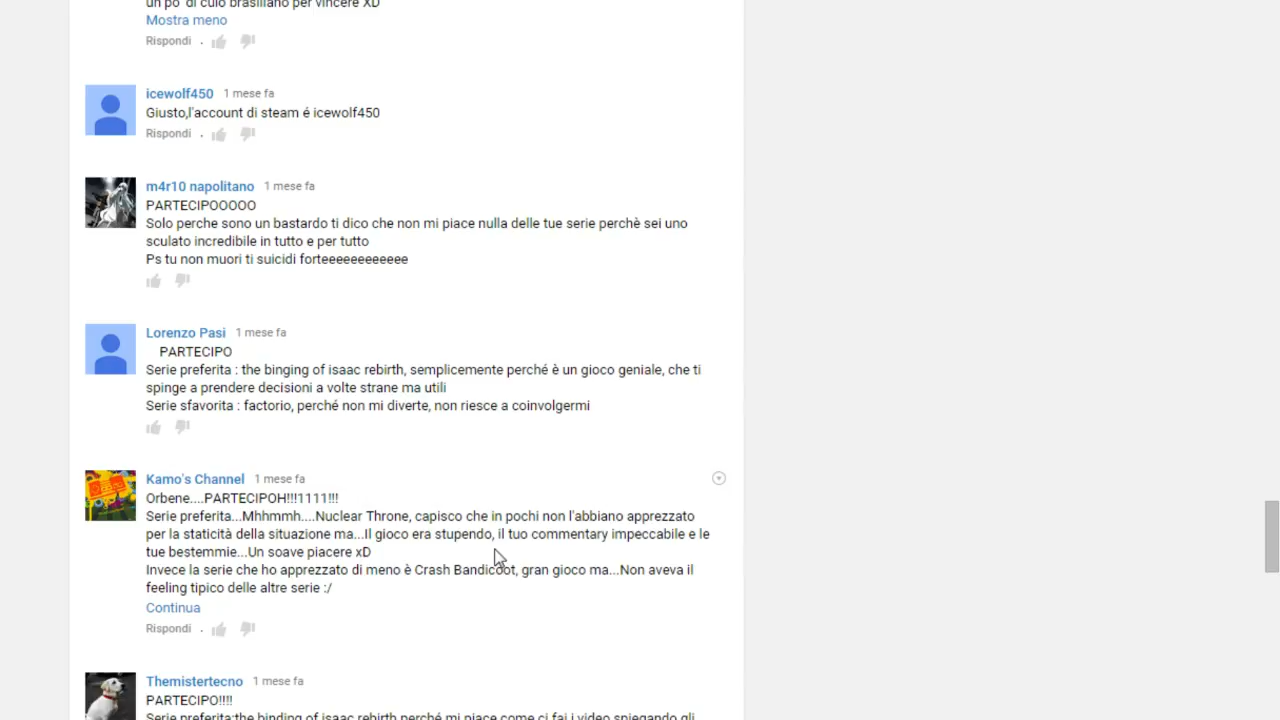 un po' di culo brasiliano per vincere XD
Mostra meno
Rispondi .
icewolf450 1 mese fa
Giusto,l'account di steam é icewolf450
Rispondi .
m4r10 napolitano 1 mese fa
PARTECIPOOOOO
Solo perche sono un bastardo ti dico che non mi piace nulla delle tue serie perchè sei uno
sculato incredibile in tutto e per tutto
Ps tu non muori ti suicidi forteeeeeeeeeeee
Lorenzo Pasi 1 mese fa
PARTECIPO
Serie preferita : the binging of isaac rebirth, semplicemente perché è un gioco geniale, che ti
spinge a prendere decisioni a volte strane ma utili
Serie sfavorita : factorio, perché non mi diverte, non riesce a coinvolgermi
Kamo's Channel 1 mese fa
Orbene....PARTECIPOH!!!1111!!!
Serie preferita...Mhhmmh....Nuclear Throne, capisco che in pochi non l'abbiano apprezzato
per la staticità della situazione ma...Il gioco era stupendo, il tuo commentary impeccabile e le
tue bestemmie...Un soave piacere xD
Invece la serie che ho apprezzato di meno è Crash Bandicoot, gran gioco ma...Non aveva il
feeling tipico delle altre serie :/
Continua
Rispondi .
Themistertecno 1 mese fa
PARTECIPO!!!!
Serie preferita:the binding of isaac rebirth perché mi piace come ci fai i video spiegando gli